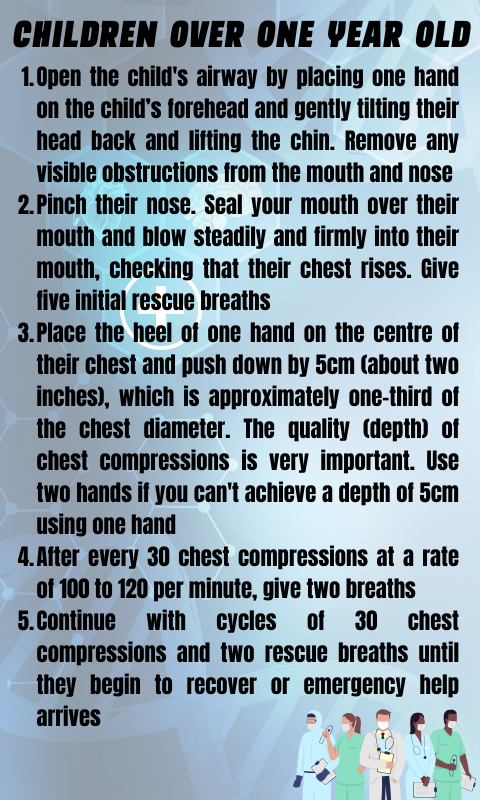 CHILDREN OVER ONE YEAR OLD
1. Open the child's airway by placing one hand
on the child’s forehead and gently tilting their
head back and lifting the chin. Remove any
visible obstructions from the mouth and nose
2. Pinch their nose. Seal your mouth over their
mouth and blow steadily and firmly into their
mouth, checking that their chest rises. Give
five initial rescue breaths
3. Place the heel of one hand on the centre of
their chest and push down by 5cm (about two
inches), which is approximately one-third of
the chest diameter. The quality (depth) of
chest compressions is very important. Use
two hands if you can't achieve a depth of 5cm
using one hand
4. After every 30 chest compressions at a rate
of 100 to 120 per minute, give two breaths
5. Continue with cycles of 30 chest
compressions and two rescue breaths until
they begin to recover or emergency help
arrives